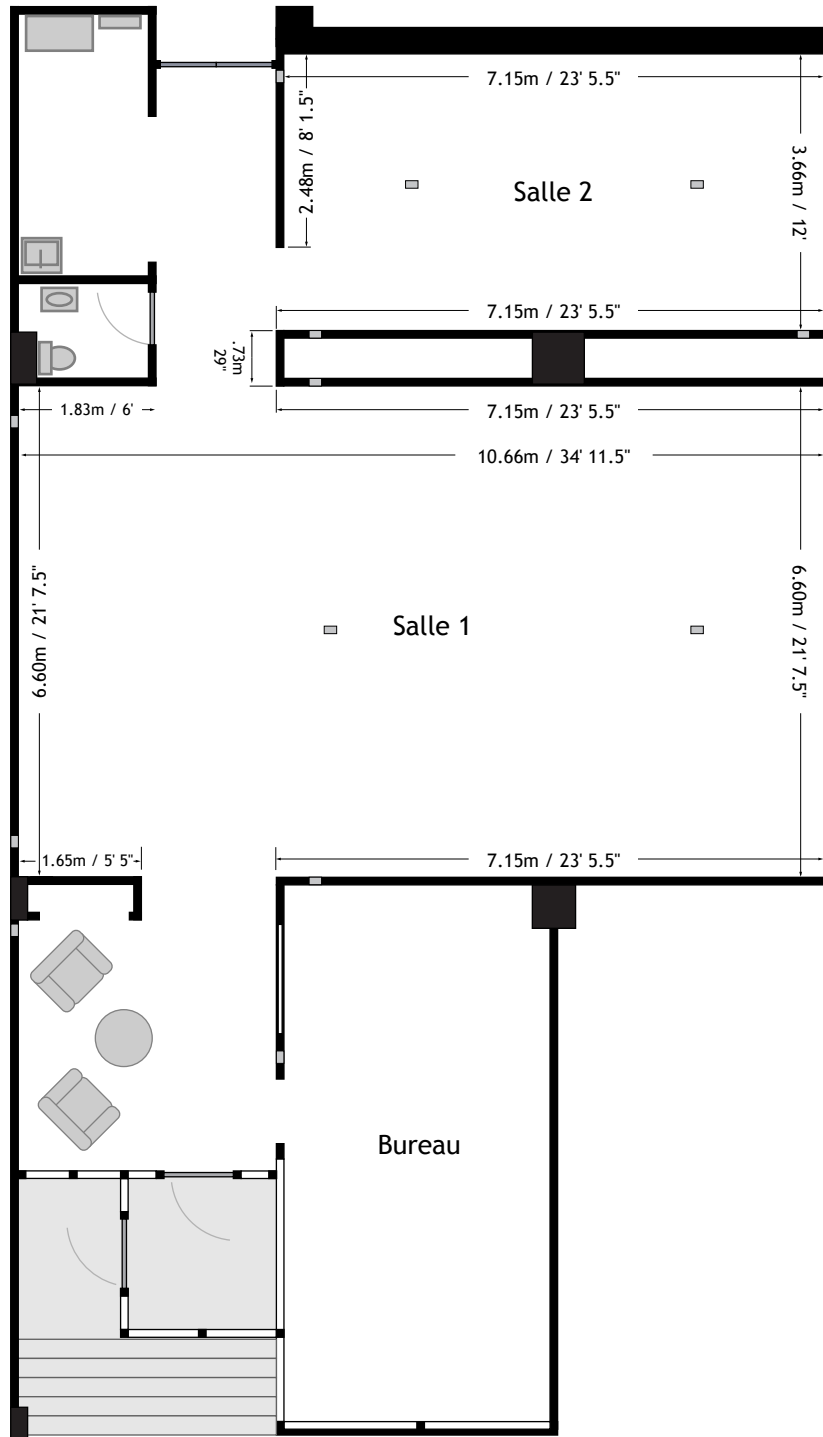 7.15m / 23' 5.5"
2.48m / 8' 1.5"
3.66m / 12'
Salle 2
7.15m / 23' 5.5"
.73m
29"
1.83m / 6'
7.15m / 23' 5.5"
10.66m / 34' 11.5"
6.60m / 21' 7.5"
Salle 1
6.60m / 21' 7.5"
1.65m / 5' 5"
7.15m / 23' 5.5"
Bureau